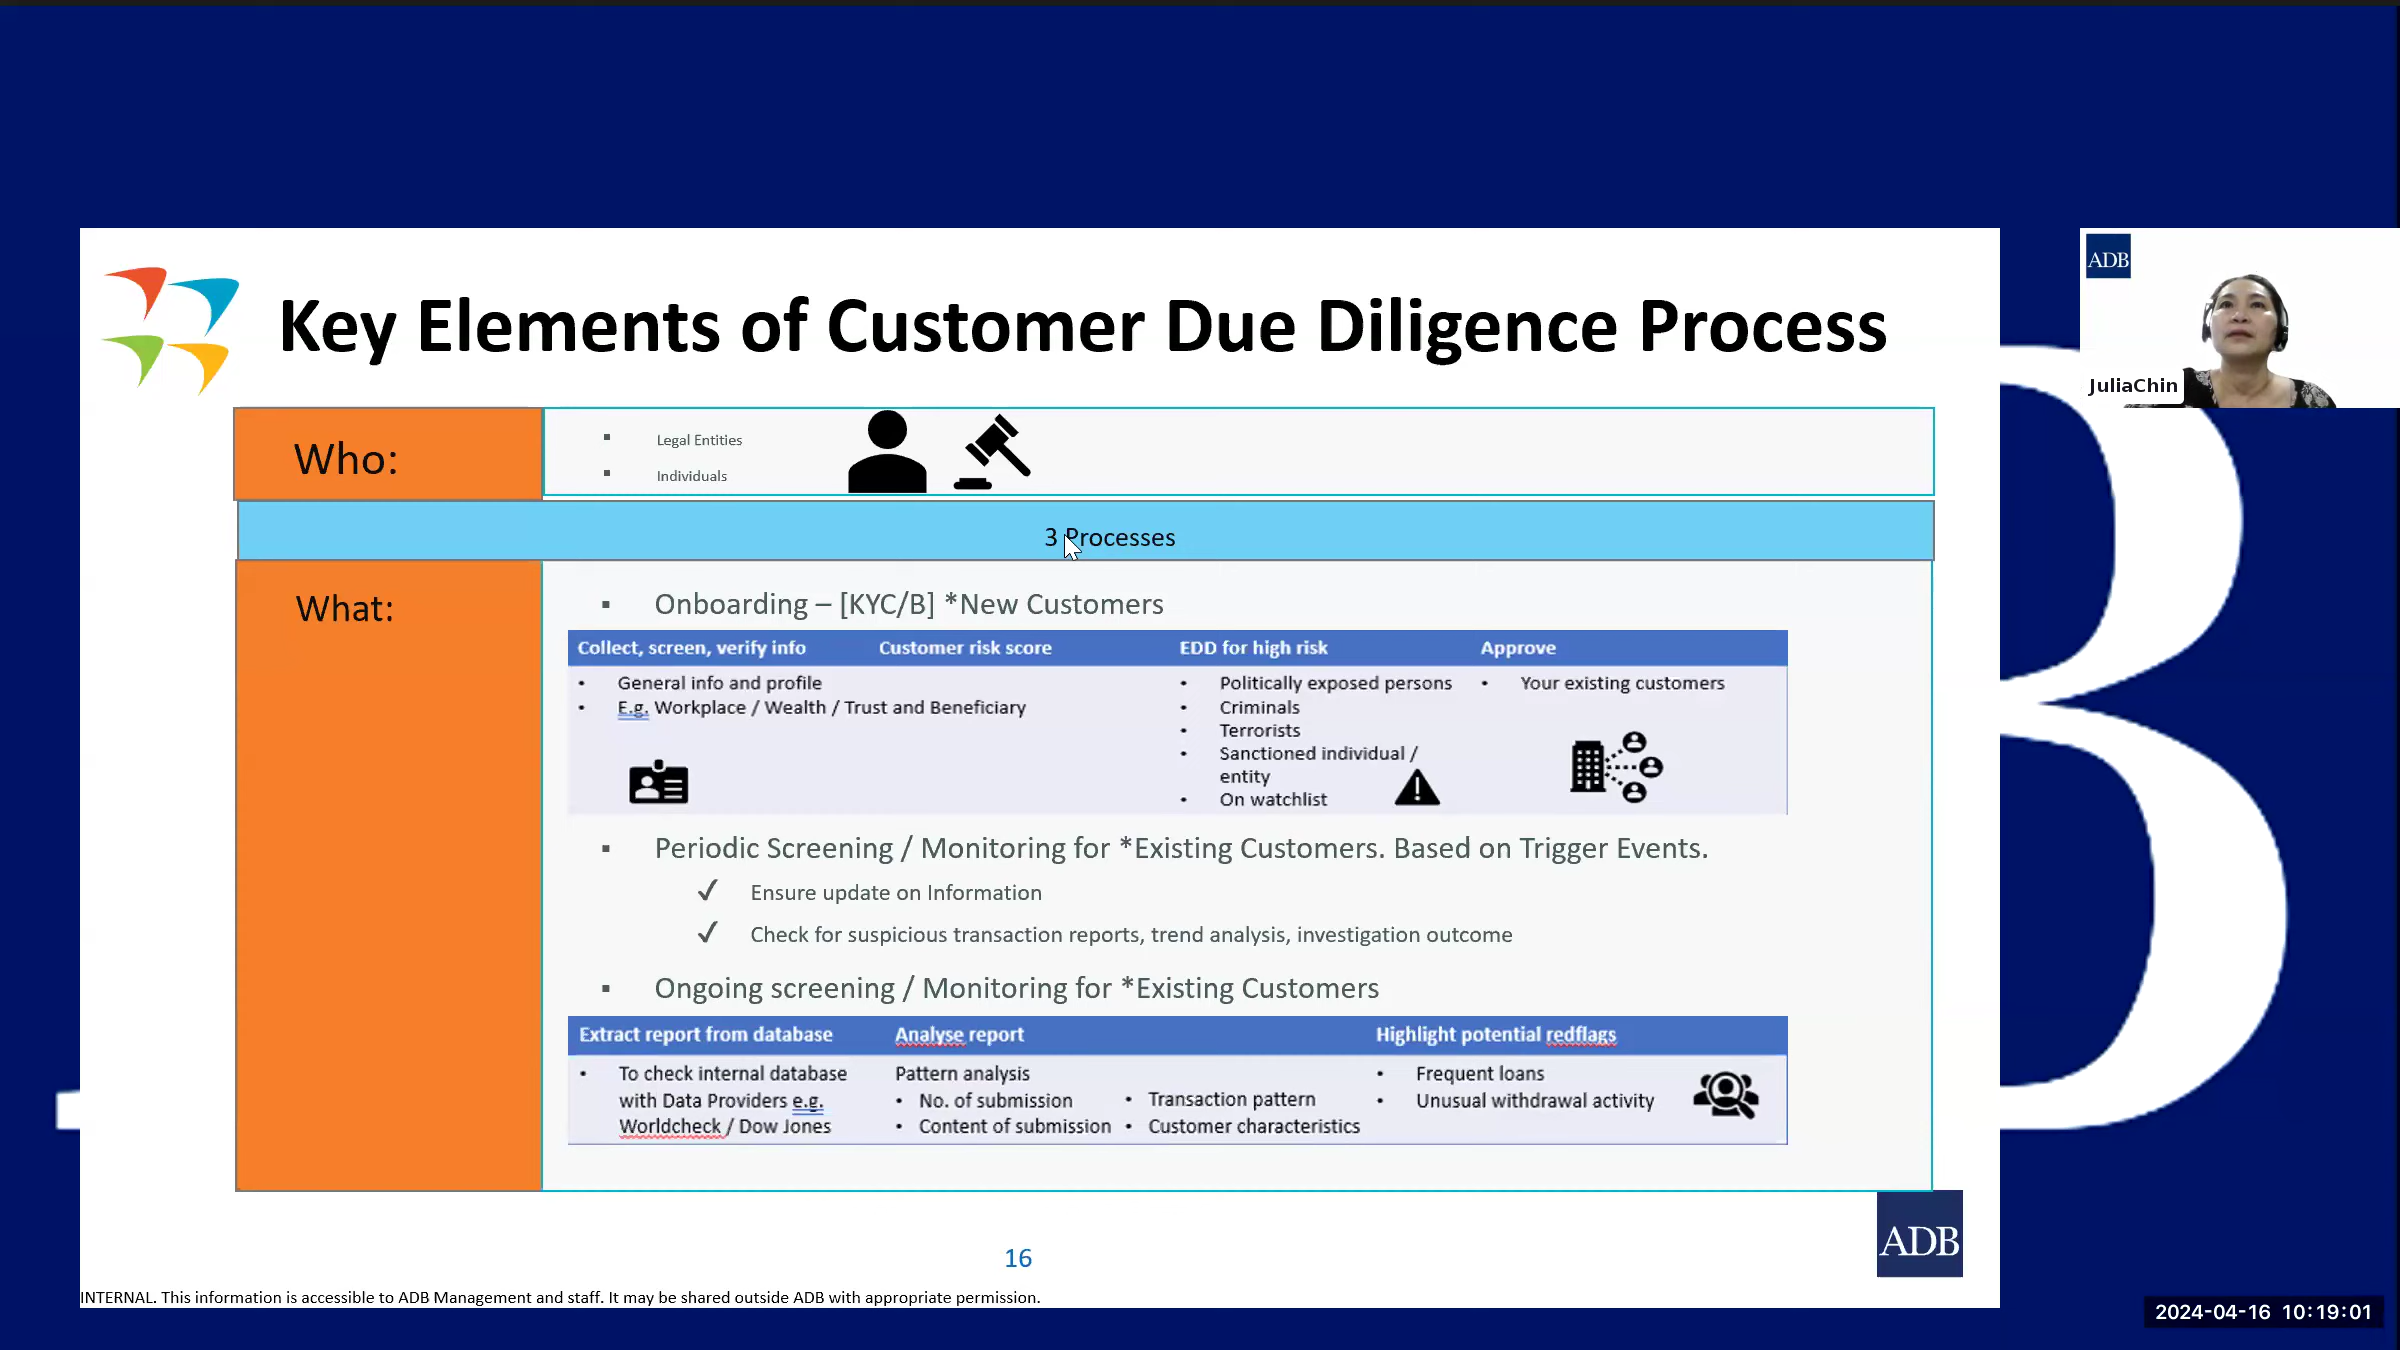 Key Elements of Customer Due Diligence Process
ADB
JuliaChin
Who:
▪ Legal Entities
▪ Individuals
3 Processes
What:
▪ Onboarding – [KYC/B] *New Customers
Collect, screen, verify info Customer risk score EDD for high risk Approve
• General info and profile
• E.g. Workplace / Wealth / Trust and Beneficiary
• Politically exposed persons
• Criminals
• Terrorists
• Sanctioned individual /
entity
• On watchlist
• Your existing customers
▪ Periodic Screening / Monitoring for *Existing Customers. Based on Trigger Events.
✓ Ensure update on Information
✓ Check for suspicious transaction reports, trend analysis, investigation outcome
▪ Ongoing screening / Monitoring for *Existing Customers
Extract report from database Analyse report Highlight potential redflags
• To check internal database
with Data Providers e.g.
Worldcheck / Dow Jones
Pattern analysis
• No. of submission
• Content of submission
• Transaction pattern
• Customer characteristics
• Frequent loans
• Unusual withdrawal activity
ADB
16
INTERNAL. This information is accessible to ADB Management and staff. It may be shared outside ADB with appropriate permission.
2024-04-16 10:19:01